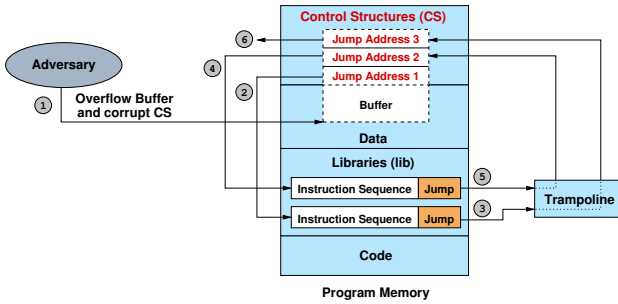 Control Structures (CS)
6
Jump Address 3
Adversary
4
Jump Address 2
2
Jump Address 1
1
Overflow Buffer
and corrupt CS
Buffer
Data
Libraries (lib)
Instruction Sequence Jump
5
Instruction Sequence Jump
3
Trampoline
Code
Program Memory